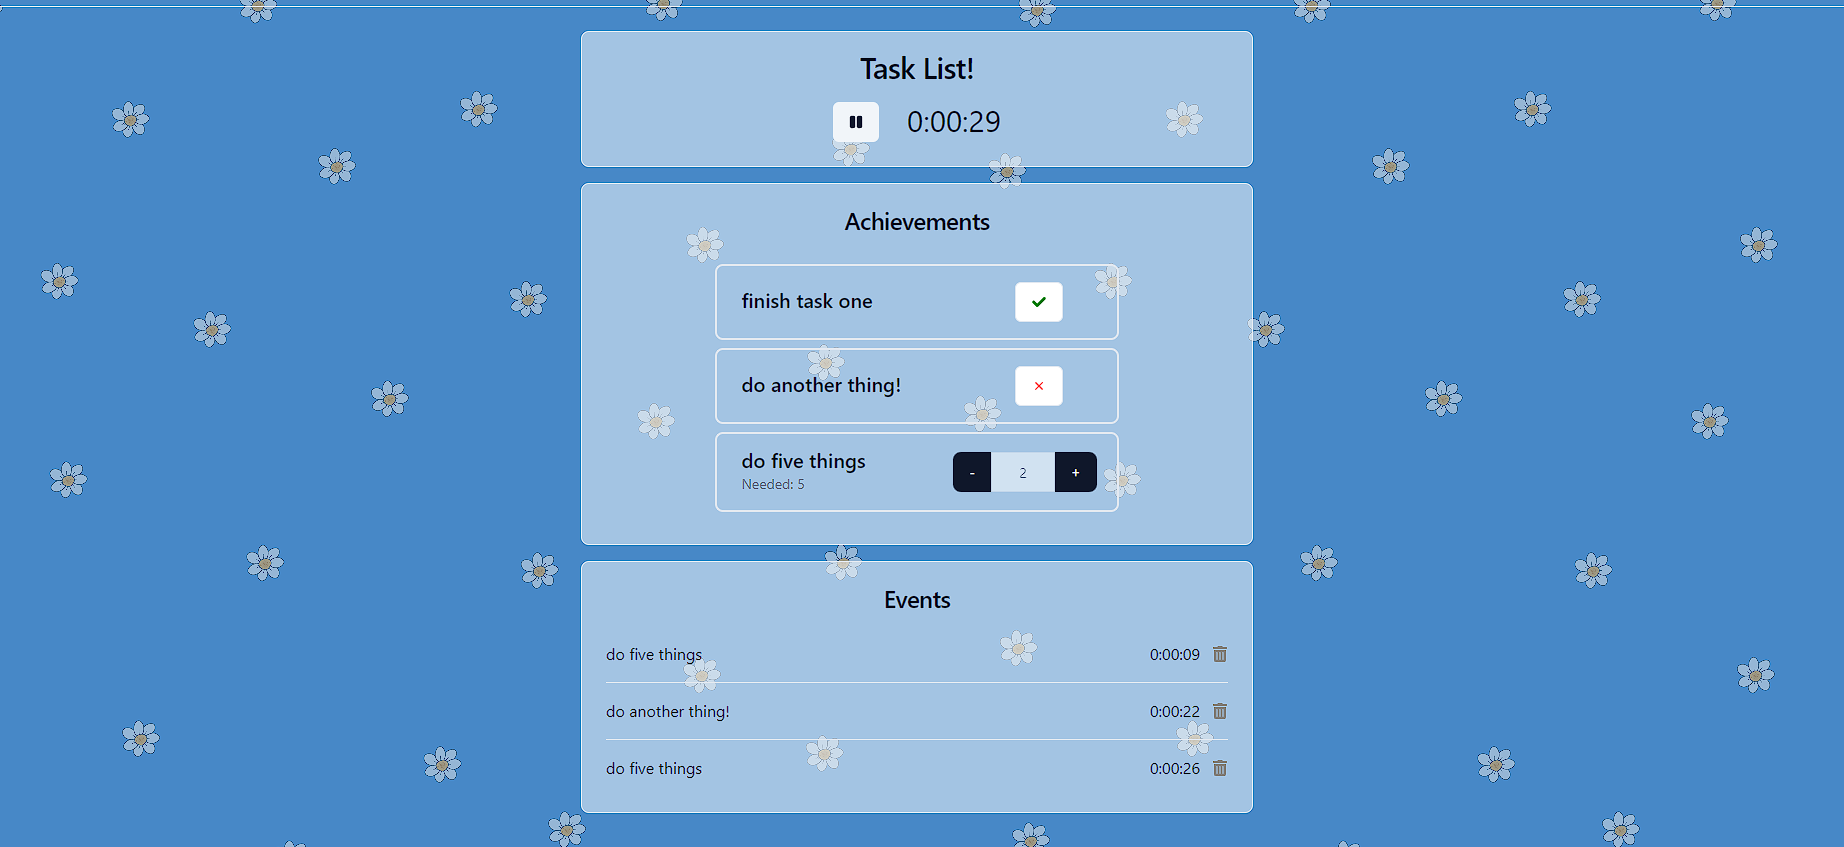 Task List!
0:00:29
Achievements
finish task one
do another thing!
do five things
Needed: 5
- 2 +
Events
do five things 0:00:09
do another thing! 0:00:22
do five things 0:00:26